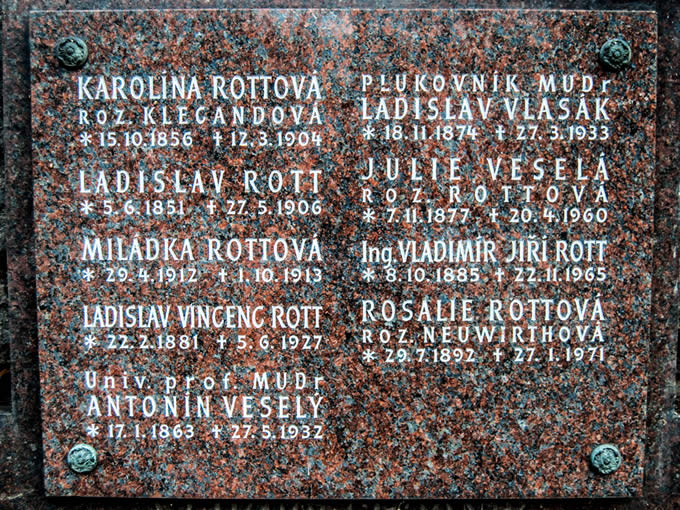 KAROLÍNA ROTTOVÁ
ROZ. KLEGANDOVÁ
* 15.10.1856 † 12.3.1904
LADISLAV ROTT
* 5.6.1851 † 27.5.1906
MILÁDKA ROTTOVÁ
* 29.4.1912 † 1.10.1913
LADISLAV VINCENC ROTT
* 22.2.1881 † 5.6.1927
Univ. prof. MUDr
ANTONÍN VESELÝ
* 17.1.1863 † 27.5.1932
PLUKOVNÍK MUDr
LADISLAV VLASÁK
* 18.11.1874 † 27.3.1933
JULIE VESELÁ
ROZ. ROTTOVÁ
* 7.11.1877 † 20.4.1960
Ing. VLADIMÍR JIŘÍ ROTT
* 8.10.1885 † 22.11.1965
ROSALIE ROTTOVÁ
ROZ. NEUWIRTHOVÁ
* 29.7.1892 † 27.1.1971